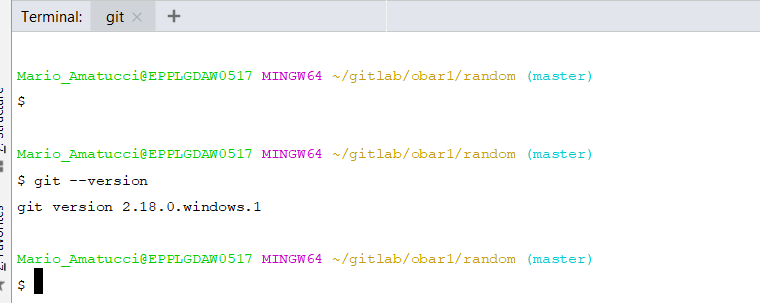 Terminal: git × +
Mario_Amatucci@EPPLGDAW0517 MINGW64 ~/gitlab/obar1/random (master)
$
Mario_Amatucci@EPPLGDAW0517 MINGW64 ~/gitlab/obar1/random (master)
$ git --version
git version 2.18.0.windows.1
Mario_Amatucci@EPPLGDAW0517 MINGW64 ~/gitlab/obar1/random (master)
$
Structure
2: Favorites